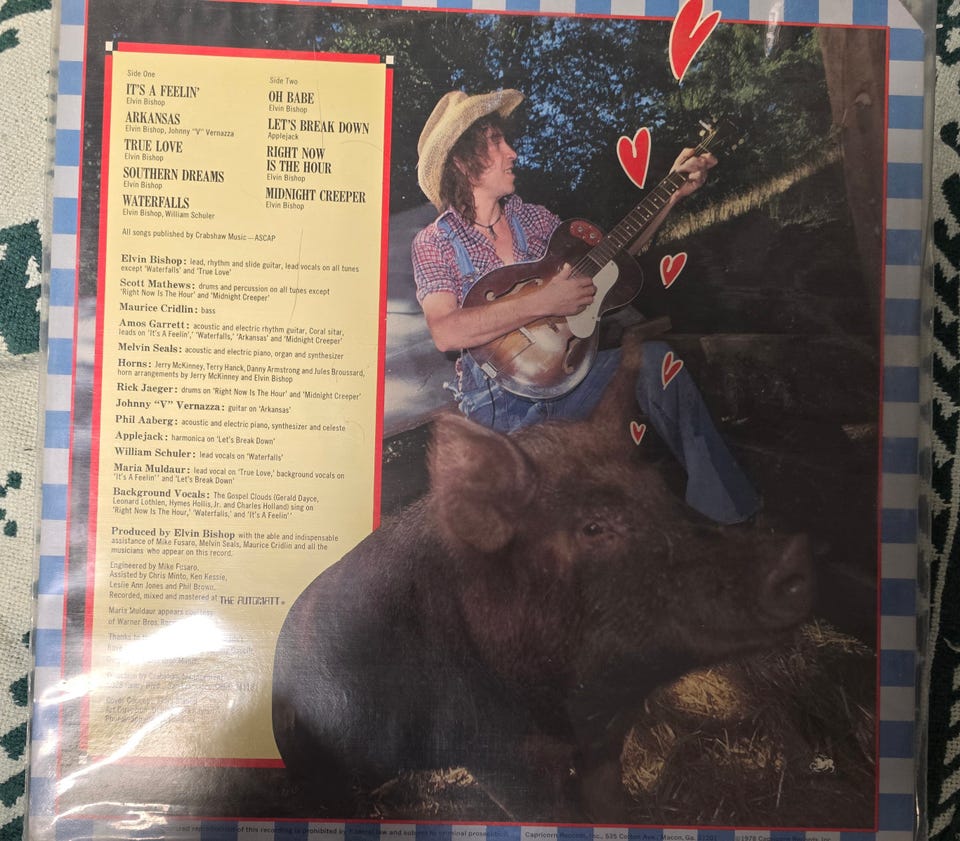 Side One
IT'S A FEELIN'
Elvin Bishop
ARKANSAS
Elvin Bishop, Johnny "V" Vernazza
TRUE LOVE
Elvin Bishop
SOUTHERN DREAMS
Elvin Bishop
WATERFALLS
Elvin Bishop, William Schuler
Side Two
OH BABE
Elvin Bishop
LET'S BREAK DOWN
Applejack
RIGHT NOW
IS THE HOUR
Elvin Bishop
MIDNIGHT CREEPER
Elvin Bishop
All songs published by Crabshaw Music—ASCAP
Elvin Bishop: lead, rhythm and slide guitar, lead vocals on all tunes
except 'Waterfalls' and 'True Love'
Scott Mathews: drums and percussion on all tunes except
'Right Now Is The Hour' and 'Midnight Creeper'
Maurice Cridlin: bass
Amos Garrett: acoustic and electric rhythm guitar, Coral sitar,
leads on 'It's A Feelin',' 'Waterfalls,' 'Arkansas' and 'Midnight Creeper'
Melvin Seals: acoustic and electric piano, organ and synthesizer
Horns: Jerry McKinney, Terry Hanck, Danny Armstrong and Jules Broussard,
horn arrangements by Jerry McKinney and Elvin Bishop
Rick Jaeger: drums on 'Right Now Is The Hour' and 'Midnight Creeper'
Johnny "V" Vernazza: guitar on 'Arkansas'
Phil Aaberg: acoustic and electric piano, synthesizer and celeste
Applejack: harmonica on 'Let's Break Down'
William Schuler: lead vocals on 'Waterfalls'
Maria Muldaur: lead vocal on 'True Love,' background vocals on
'It's A Feelin'' and 'Let's Break Down'
Background Vocals: The Gospel Clouds (Gerald Dayce,
Leonard Lothlen, Hymes Hollis, Jr. and Charles Holland) sing on
'Right Now Is The Hour,' 'Waterfalls,' and 'It's A Feelin''
Produced by Elvin Bishop with the able and indispensable
assistance of Mike Fusaro, Melvin Seals, Maurice Cridlin and all the
musicians who appear on this record.
Engineered by Mike Fusaro,
Assisted by Chris Minto, Ken Kessie,
Leslie Ann Jones and Phil Brown.
Recorded, mixed and mastered at THE AUTOMATT
Maria Muldaur appears courtesy
of Warner Bros.
Thanks to
reproduction of this recording is prohibited by Federal law and subject to criminal prosecution. Capricorn Records, Inc., 535 Cotton Ave., Macon, Ga. 31201 ©1978 Capricorn Records, Inc.